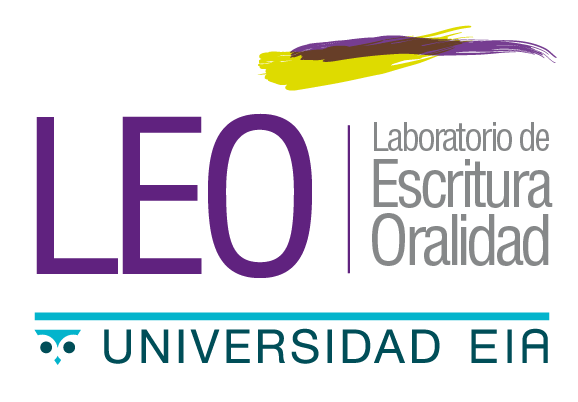 LEO
Laboratorio de
Escritura
Oralidad
UNIVERSIDAD EIA